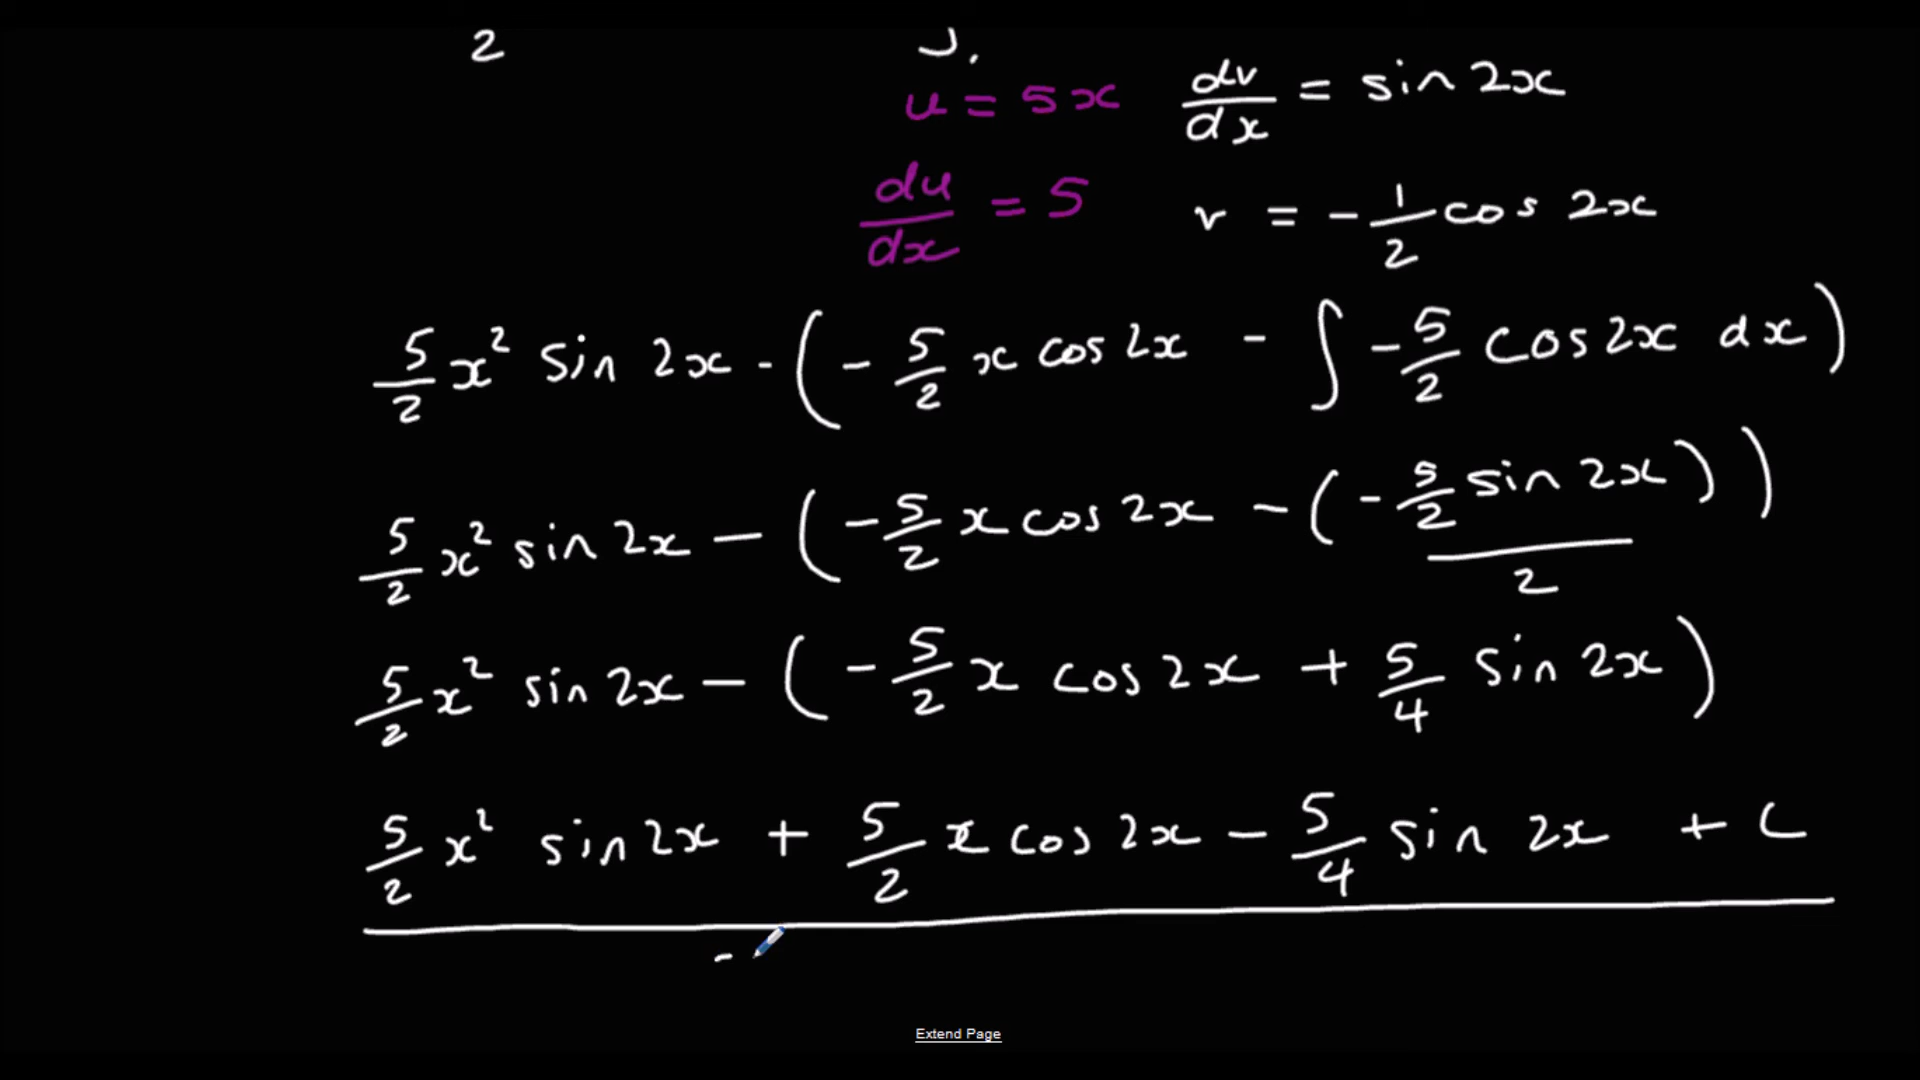 2 J.
u = 5x dv/dx = sin 2x
du/dx = 5 v = -1/2 cos 2x
5/2 x² sin 2x - ( - 5/2 x cos 2x - ∫ - 5/2 cos 2x dx )
5/2 x² sin 2x - ( - 5/2 x cos 2x - ( - 5/2 sin 2x / 2 ) )
5/2 x² sin 2x - ( - 5/2 x cos 2x + 5/4 sin 2x )
5/2 x² sin 2x + 5/2 x cos 2x - 5/4 sin 2x + C
Extend Page